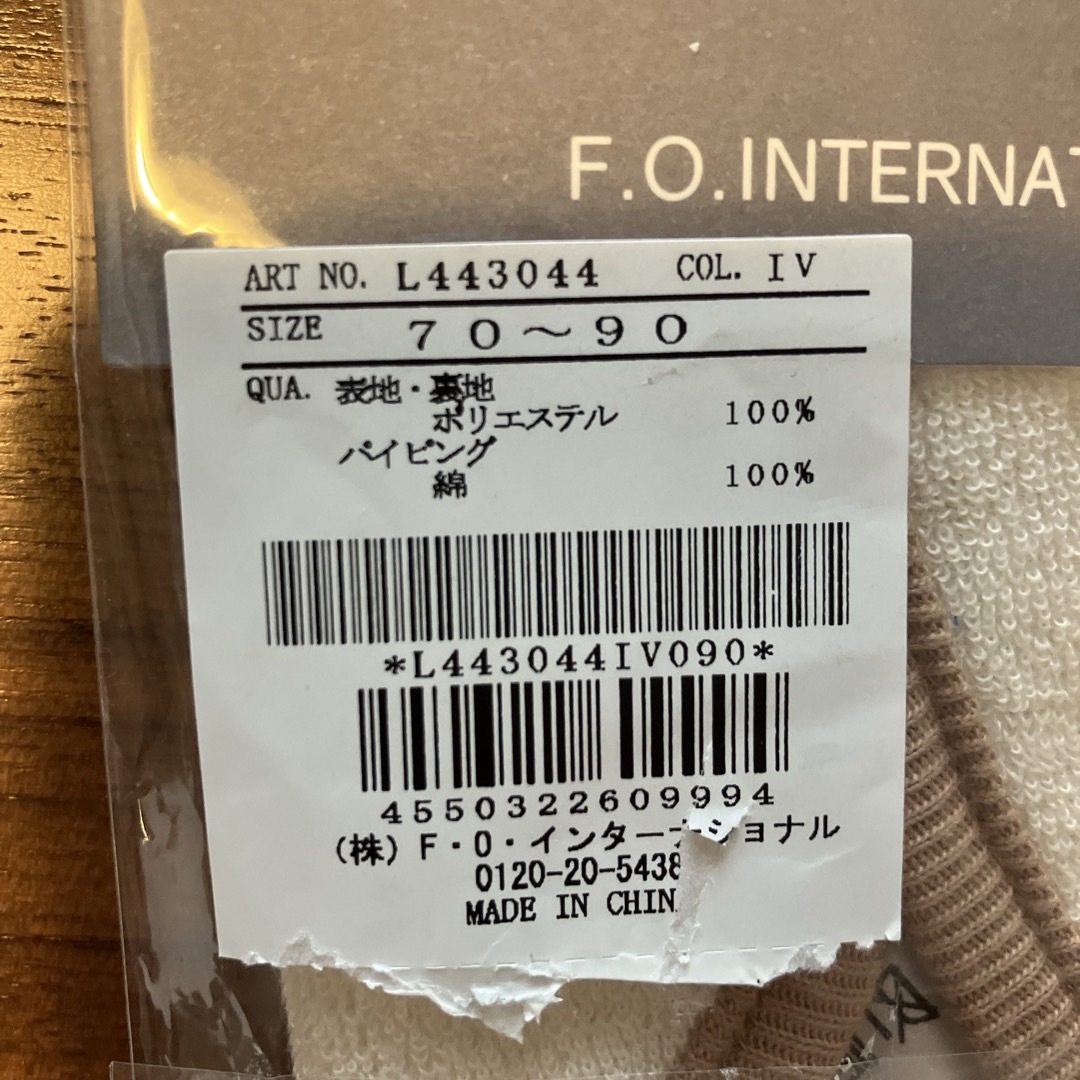 F.O.INTERNAT
ART NO. L443044 COL. IV
SIZE 70～90
QUA. 表地・裏地
ポリエステル 100%
パイピング
綿 100%
*L443044IV090*
4550322609994
(株)F・O・インターナショナル
0120-20-5438
MADE IN CHIN